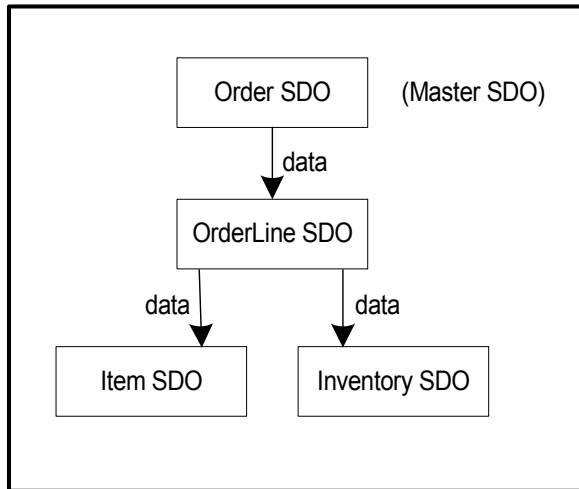 Order SDO (Master SDO)
data
OrderLine SDO
data data
Item SDO Inventory SDO